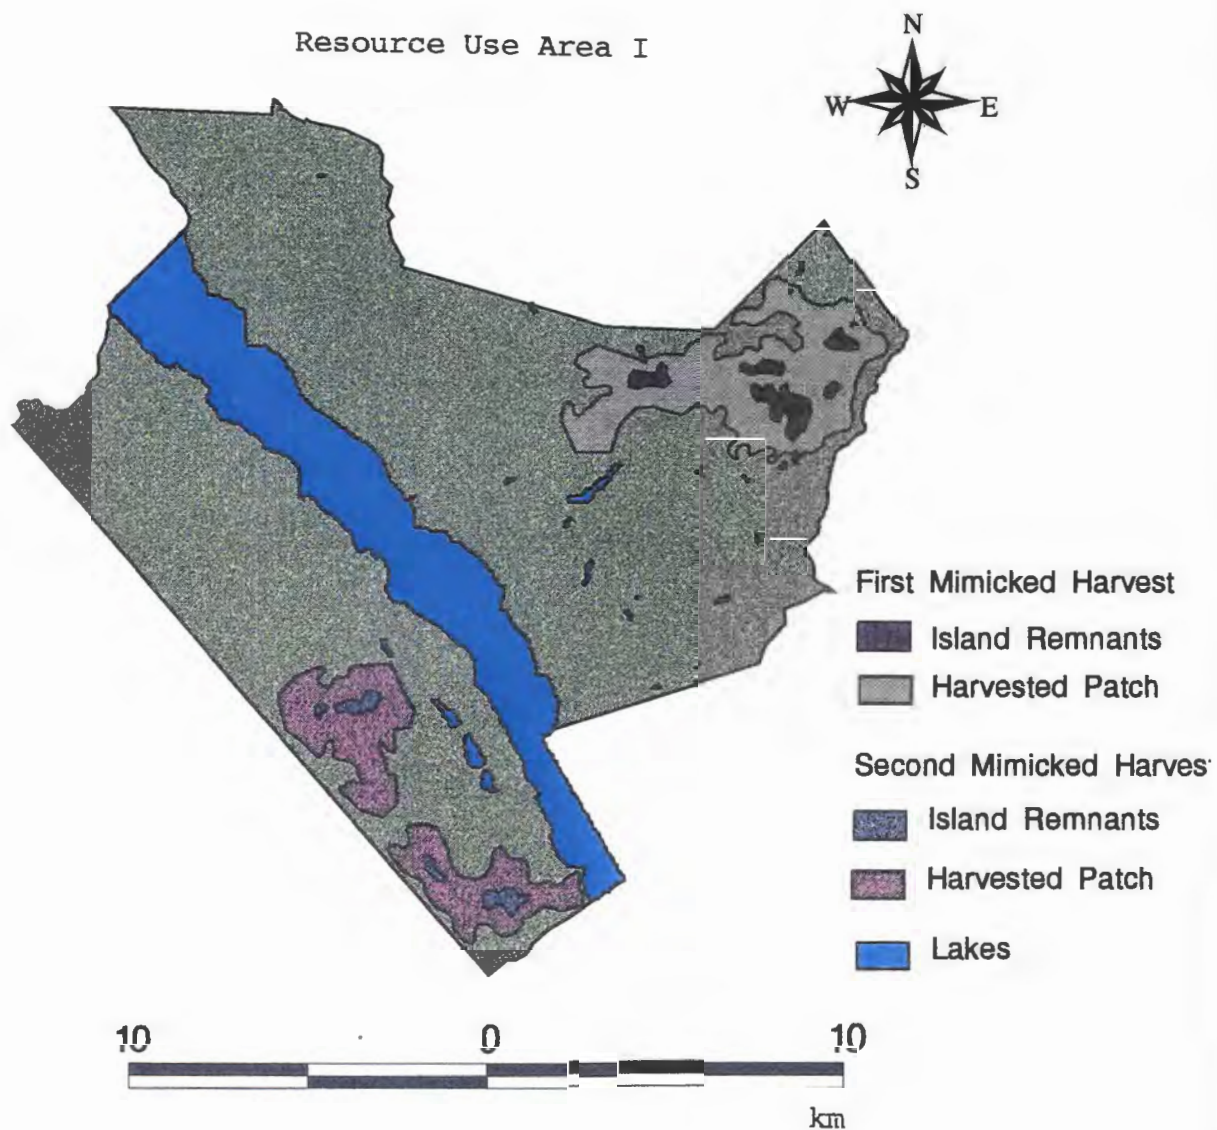 Resource Use Area I
N
W E
S
First Mimicked Harvest
Island Remnants
Harvested Patch
Second Mimicked Harves
Island Remnants
Harvested Patch
Lakes
10 0 10
km